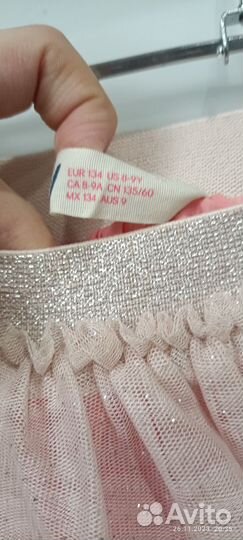 EUR 134 US 8-9Y
CA 8-9A CN 135/60
MX 134 AUS 9
Avito
26.11.2023 20:35